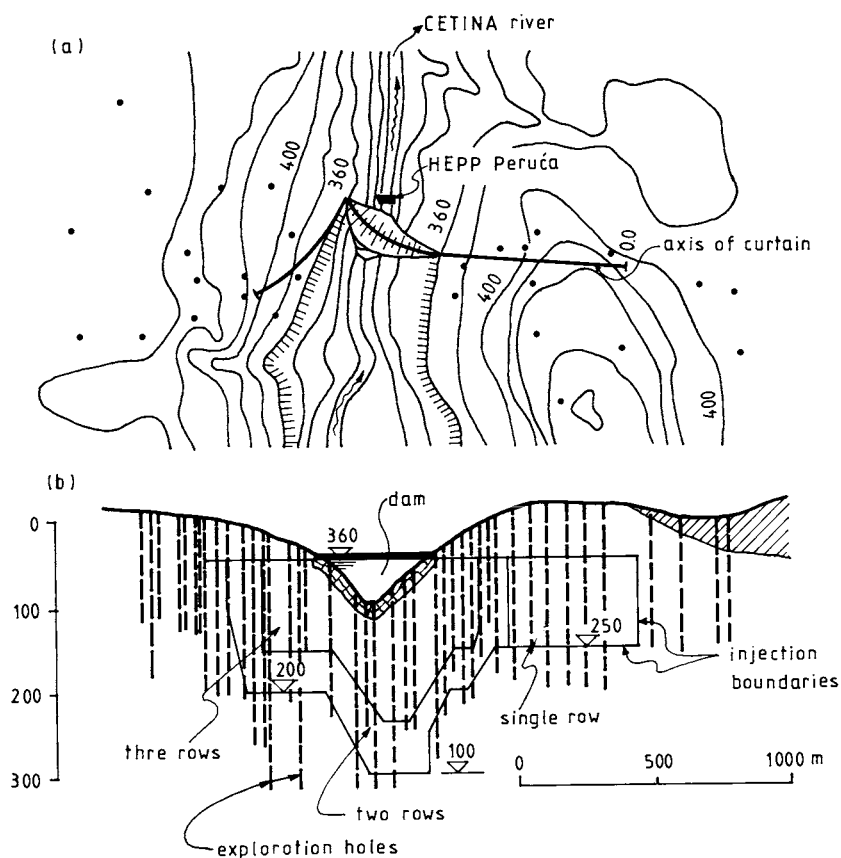 (a)
CETINA river
400
360
HEPP Peruća
360
0.0
axis of curtain
400
400
(b)
dam
0
360
100
250
200
200
injection
boundaries
single row
thre rows
100
300
0
500
1000 m
two rows
exploration holes